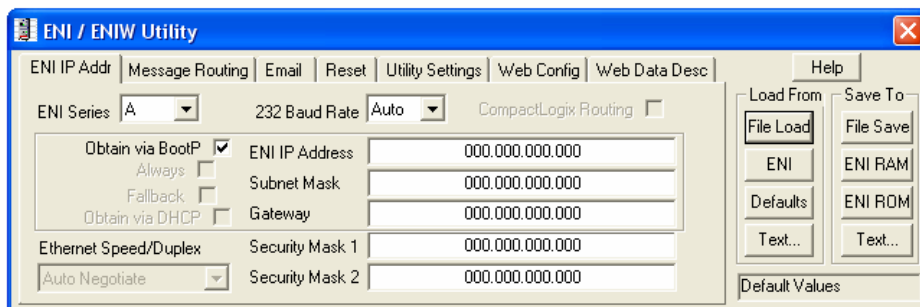 ENI / ENIW Utility
ENI IP Addr Message Routing Email Reset Utility Settings Web Config Web Data Desc Help
ENI Series A 232 Baud Rate Auto CompactLogix Routing
Load From Save To
Obtain via BootP ENI IP Address 000.000.000.000 File Load File Save
Always
Subnet Mask 000.000.000.000 ENI ENI RAM
Fallback
Obtain via DHCP Gateway 000.000.000.000 Defaults ENI ROM
Ethernet Speed/Duplex Security Mask 1 000.000.000.000 Text... Text...
Auto Negotiate Security Mask 2 000.000.000.000 Default Values